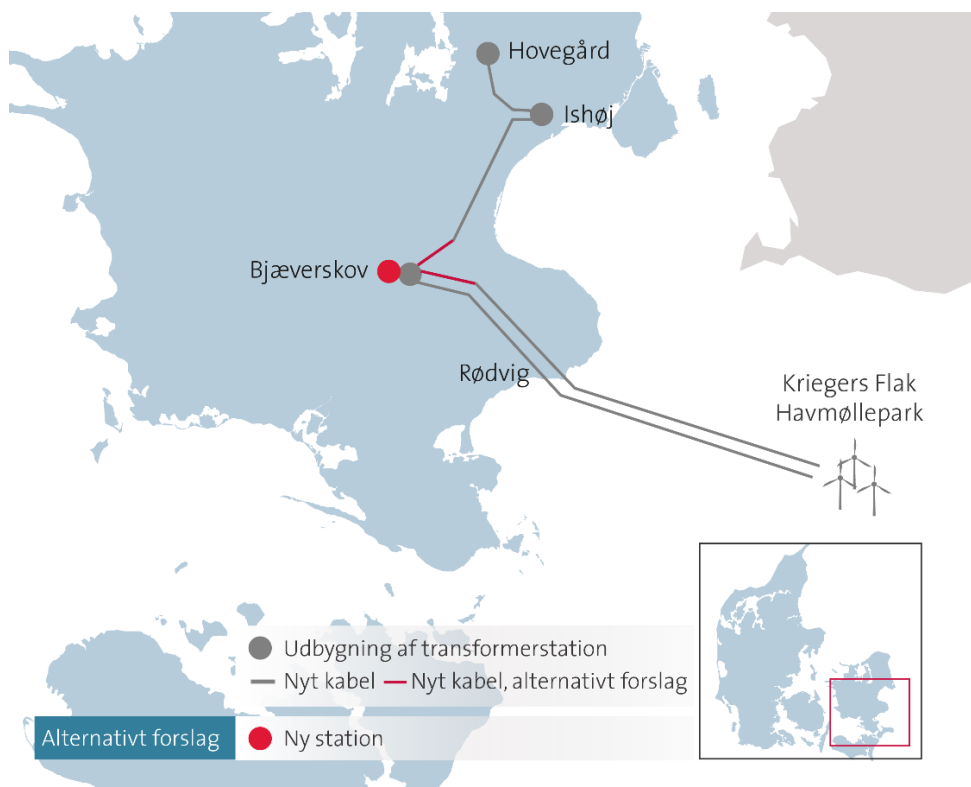 Hovegård
Ishøj
Bjæverskov
Rødvig
Kriegers Flak
Havmøllepark
Udbygning af transformerstation
Nyt kabel
Nyt kabel, alternativt forslag
Alternativt forslag
Ny station